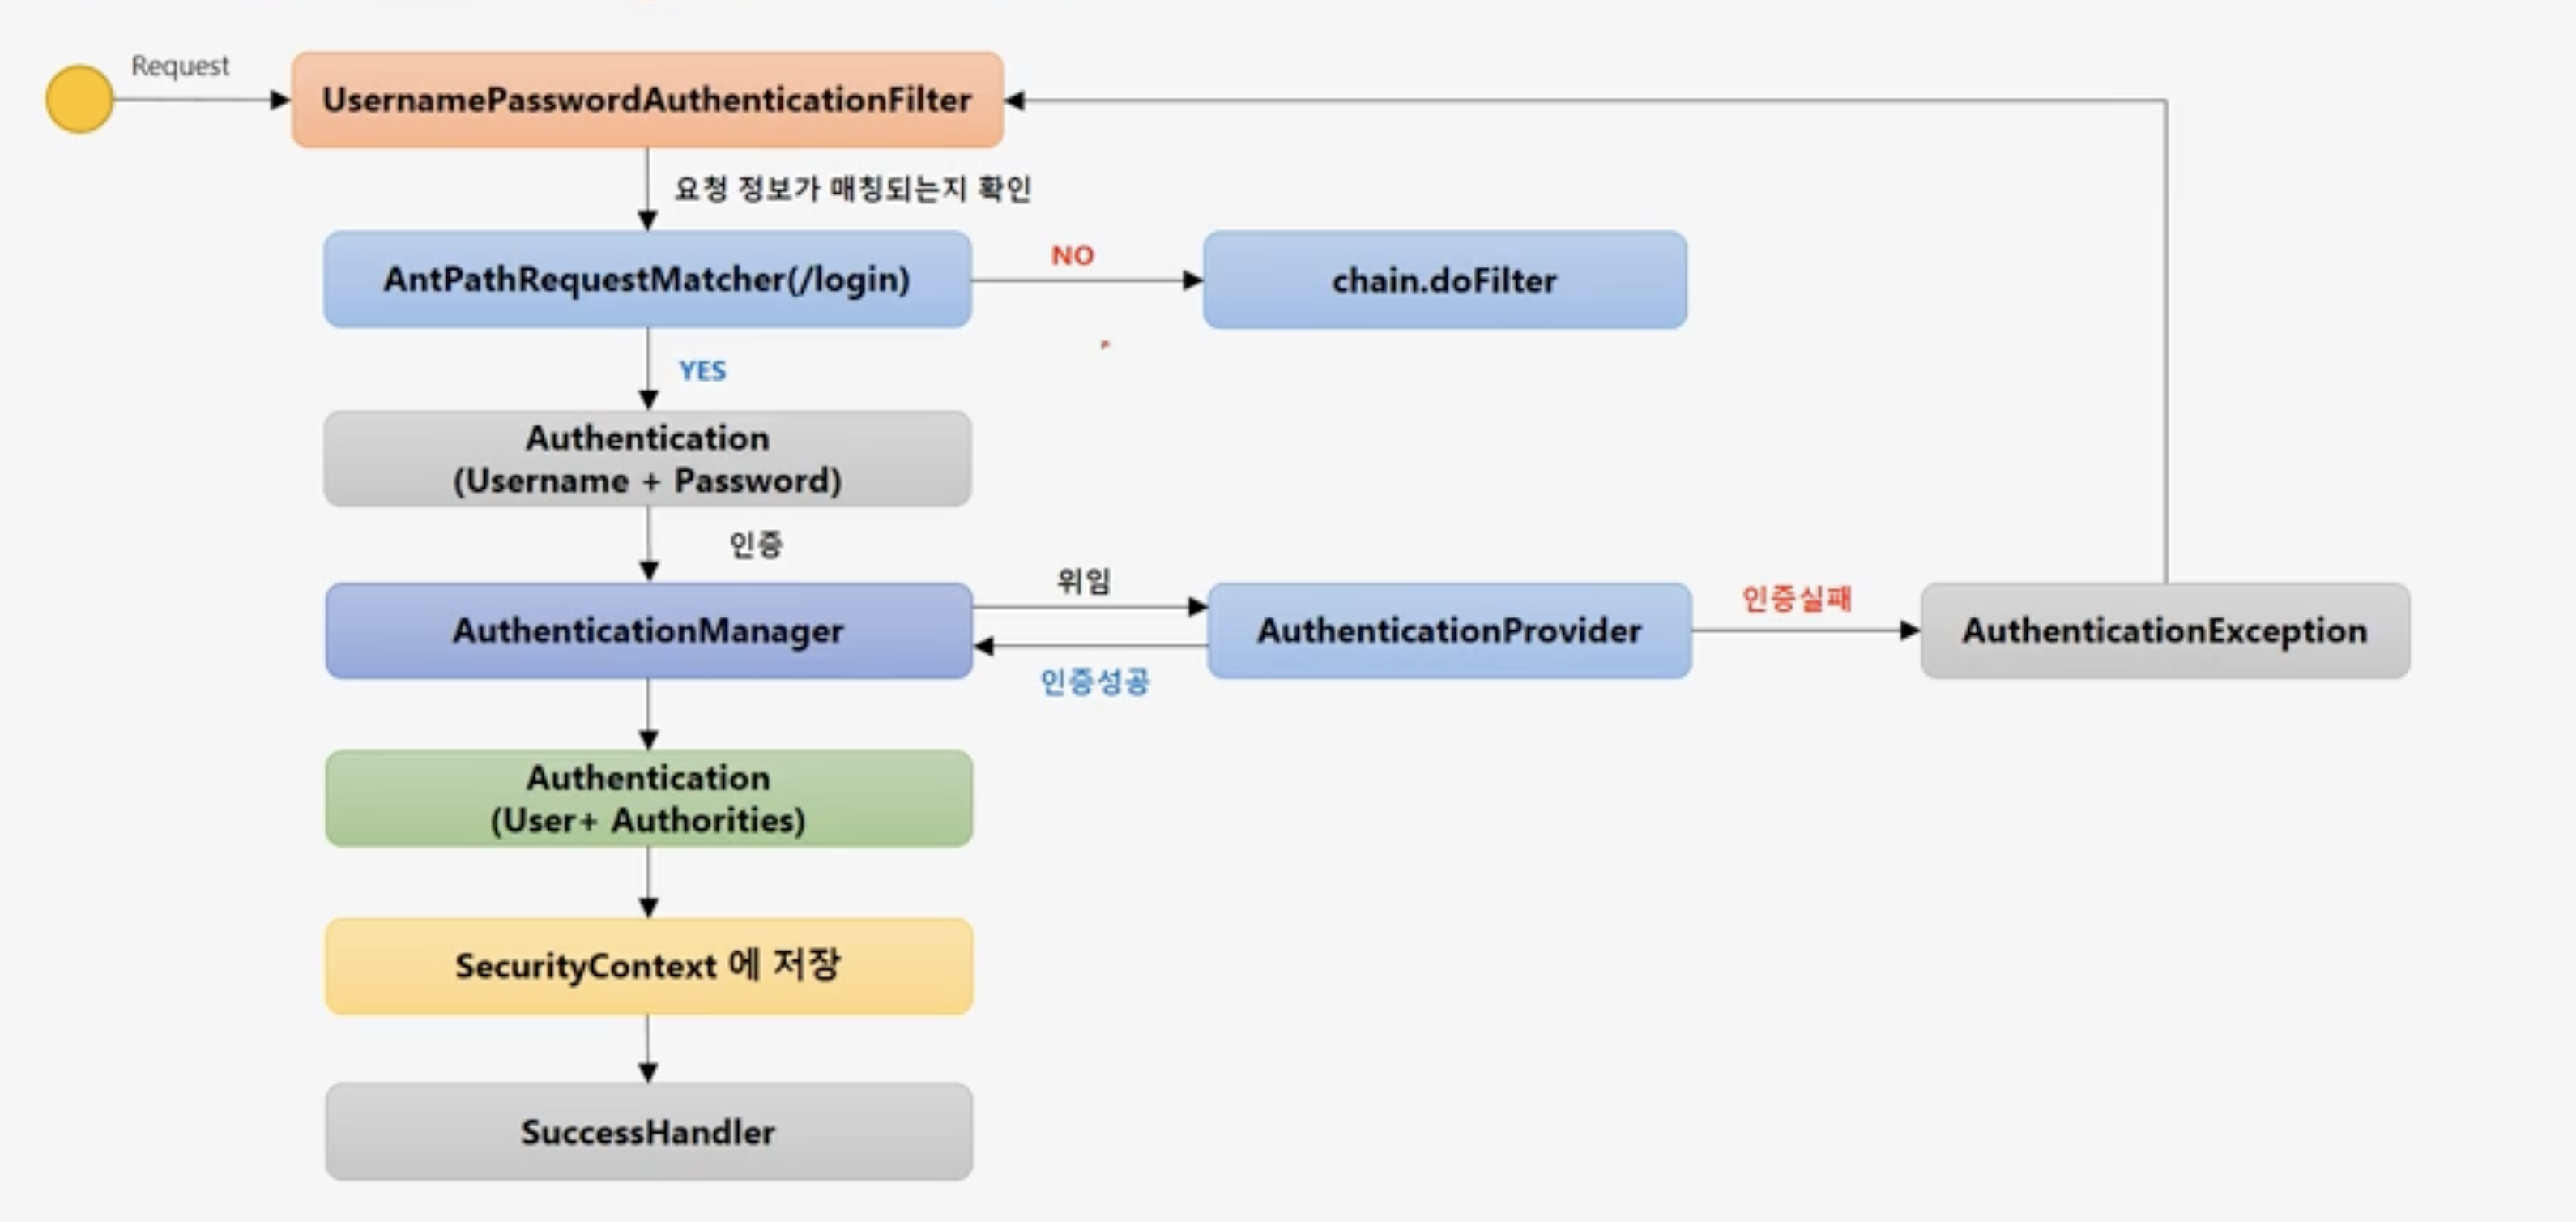 Request
UsernamePasswordAuthenticationFilter
요청 정보가 매칭되는지 확인
AntPathRequestMatcher(/login)
NO
chain.doFilter
YES
Authentication
(Username + Password)
인증
AuthenticationManager
위임
인증성공
AuthenticationProvider
인증실패
AuthenticationException
Authentication
(User+ Authorities)
SecurityContext 에 저장
SuccessHandler